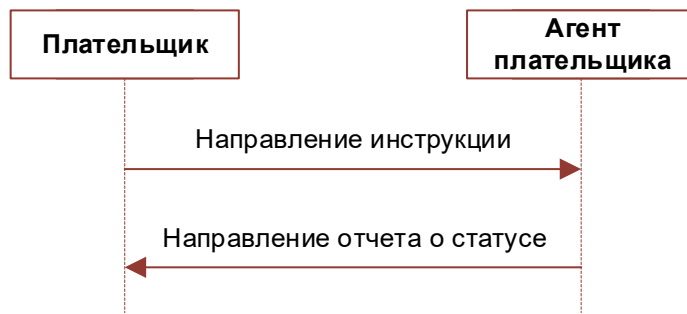 Плательщик
Агент
плательщика
Направление инструкции
Направление отчета о статусе